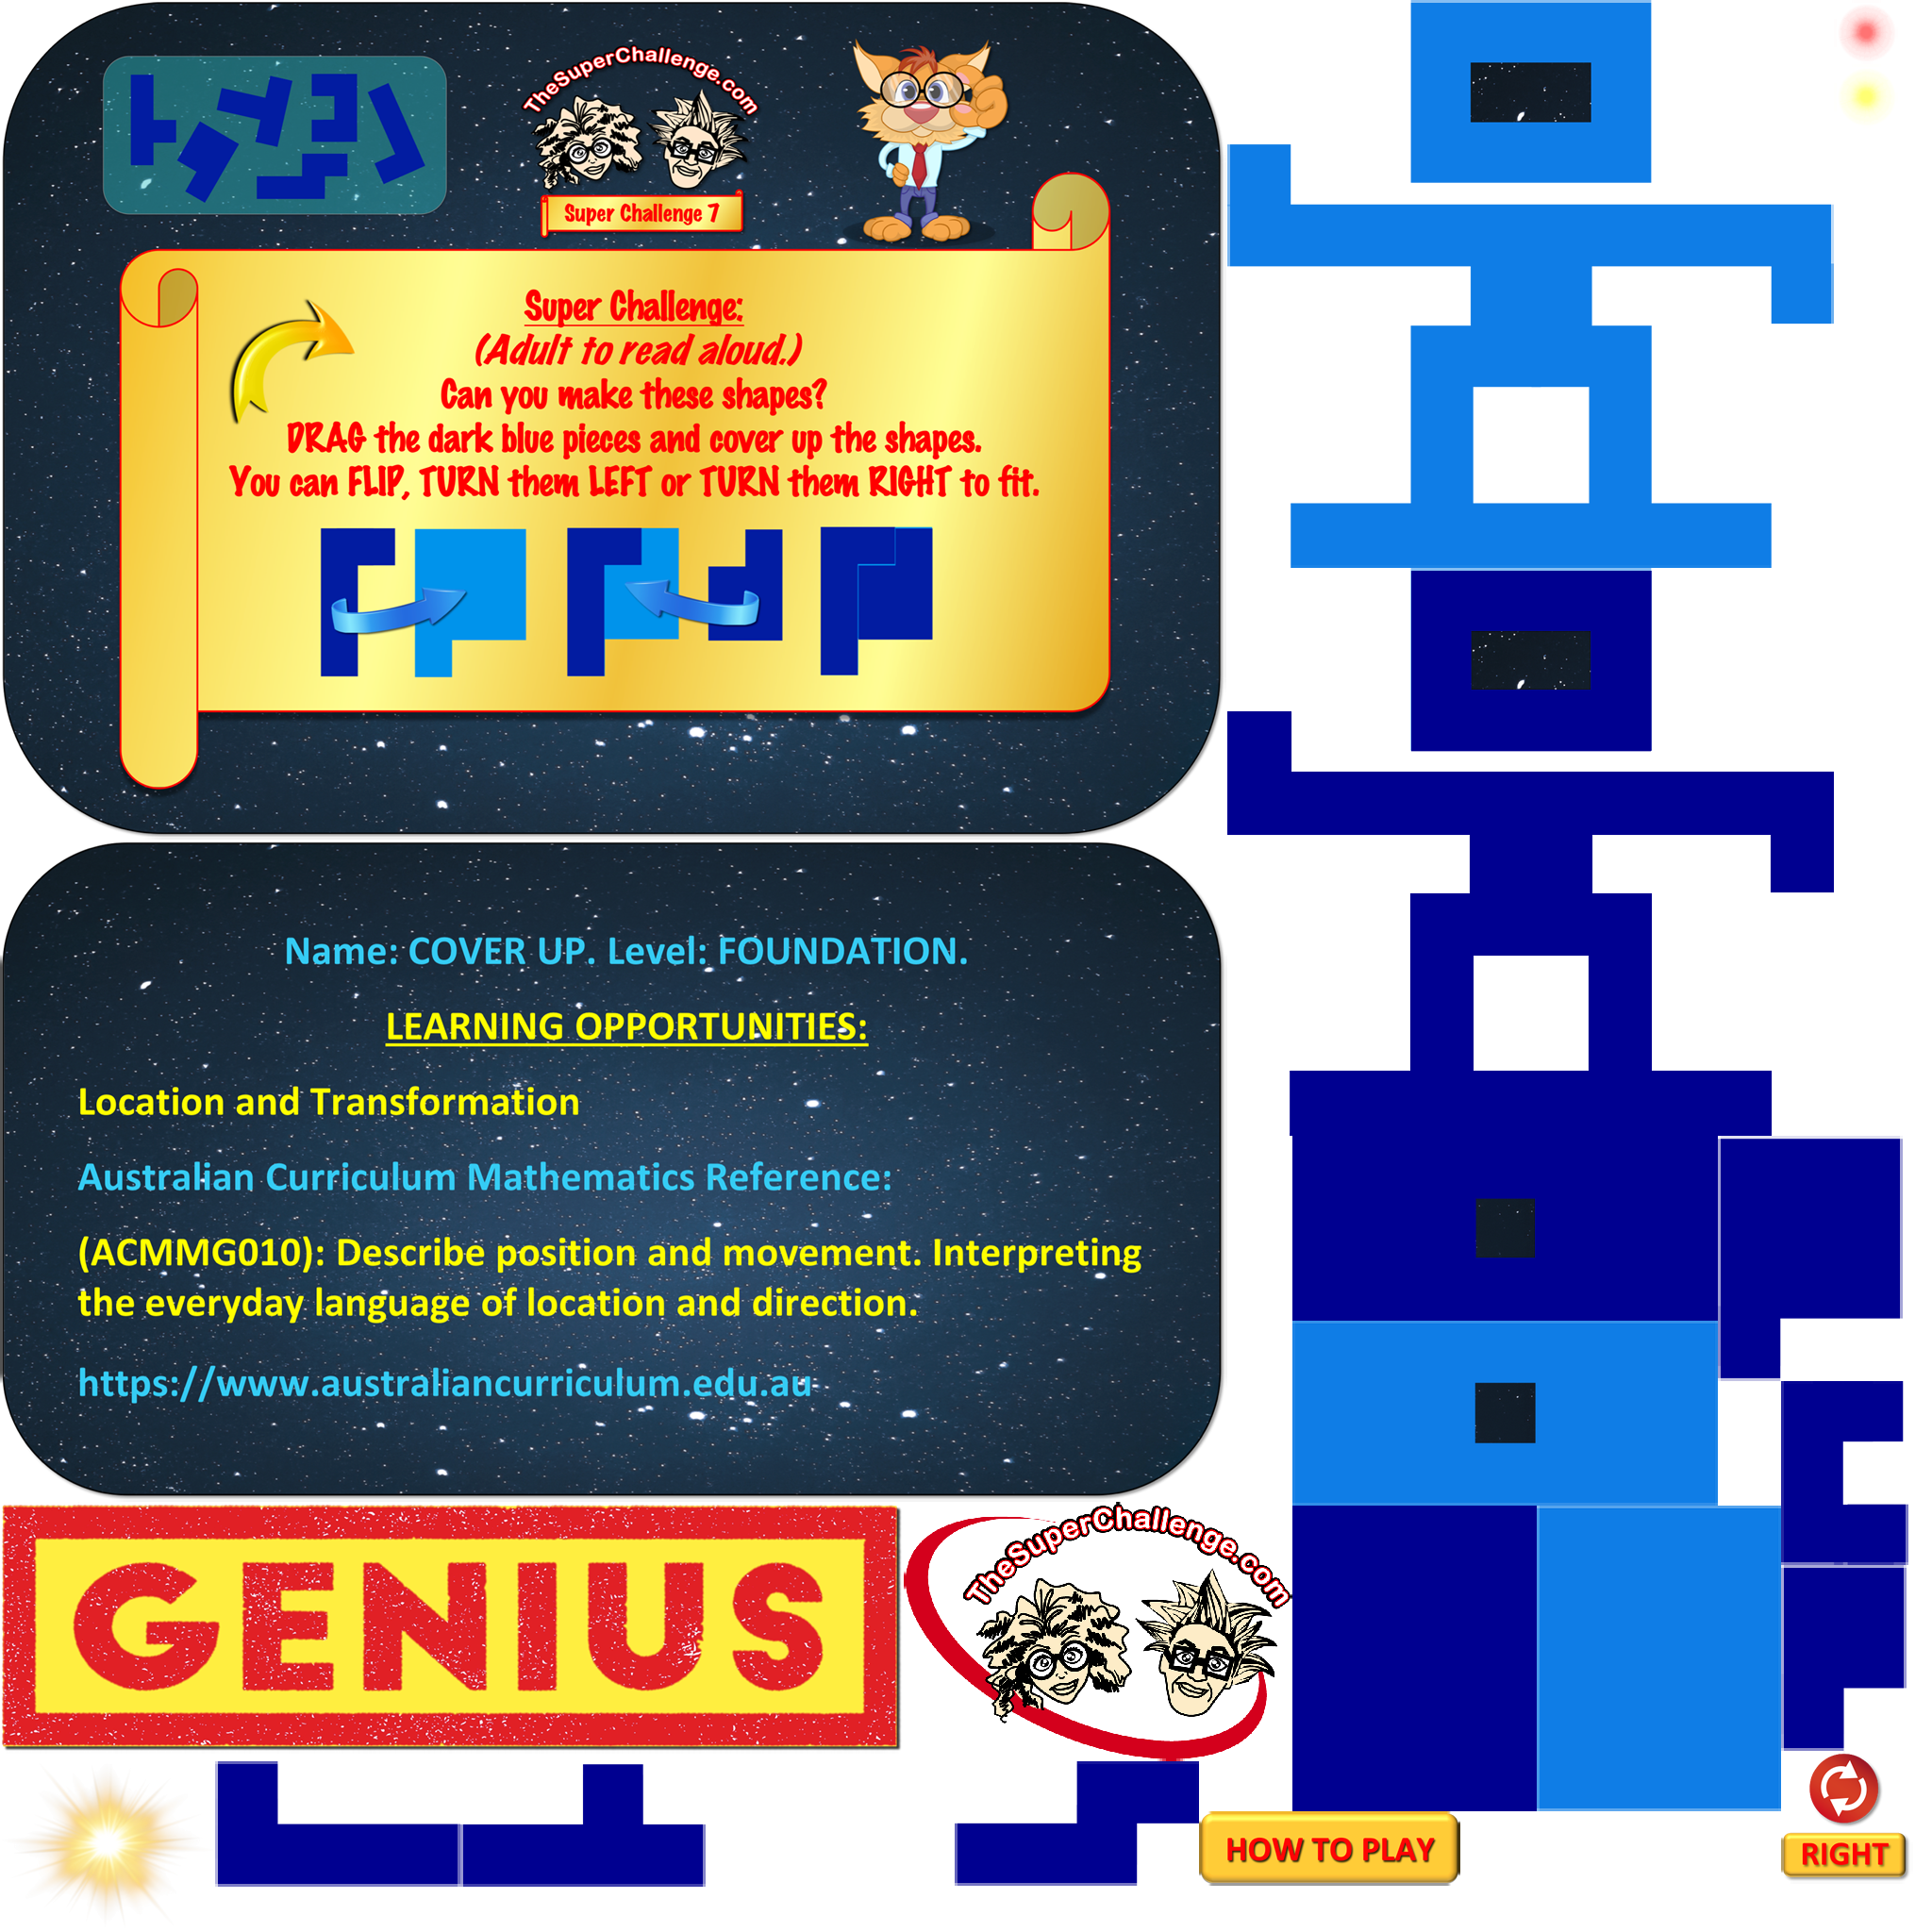 TheSuperChallenge.com
Super Challenge 7
Super Challenge:
(Adult to read aloud.)
Can you make these shapes?
DRAG the dark blue pieces and cover up the shapes.
You can FLIP, TURN them LEFT or TURN them RIGHT to fit.
Name: COVER UP. Level: FOUNDATION.
LEARNING OPPORTUNITIES:
Location and Transformation
Australian Curriculum Mathematics Reference:
(ACMMG010): Describe position and movement. Interpreting
the everyday language of location and direction.
https://www.australiancurriculum.edu.au
GENIUS
TheSuperChallenge.com
HOW TO PLAY
RIGHT